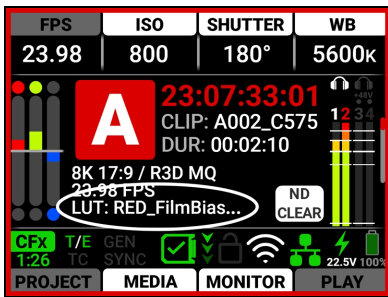 FPS ISO SHUTTER WB
23.98 800 180° 5600K
A
23:07:33:01
CLIP: A002_C575
DUR: 00:02:10
+48V
1 2 3 4
8K 17:9 / R3D MQ
23.98 FPS
LUT: RED_FilmBias...
ND
CLEAR
CFx T/E GEN
1:26 TC SYNC
22.5V 100%
PROJECT MEDIA MONITOR PLAY